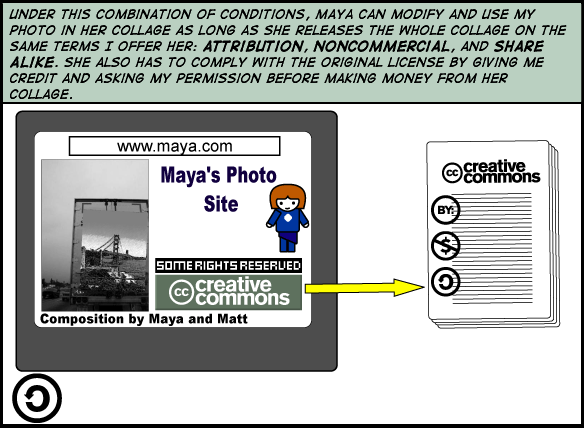 UNDER THIS COMBINATION OF CONDITIONS, MAYA CAN MODIFY AND USE MY
PHOTO IN HER COLLAGE AS LONG AS SHE RELEASES THE WHOLE COLLAGE ON THE
SAME TERMS I OFFER HER: ATTRIBUTION, NONCOMMERCIAL, AND SHARE
ALIKE. SHE ALSO HAS TO COMPLY WITH THE ORIGINAL LICENSE BY GIVING ME
CREDIT AND ASKING MY PERMISSION BEFORE MAKING MONEY FROM HER
COLLAGE.
www.maya.com
Maya's Photo
Site
SOME RIGHTS RESERVED
cc creative
commons
Composition by Maya and Matt
cc creative
commons
BY:
$